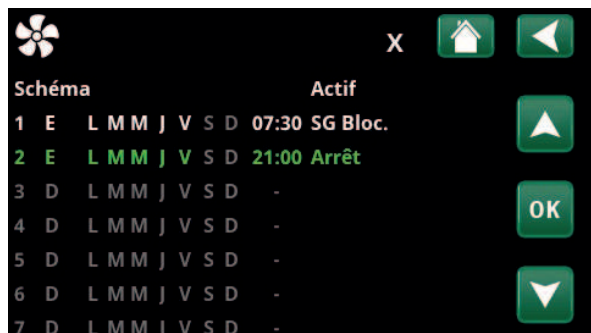 X
Schéma Actif
1 E L M M J V S D 07:30 SG Bloc.
2 E L M M J V S D 21:00 Arrêt
3 D L M M J V S D -
4 D L M M J V S D -
OK
5 D L M M J V S D -
6 D L M M J V S D -
7 D L M M J V S D